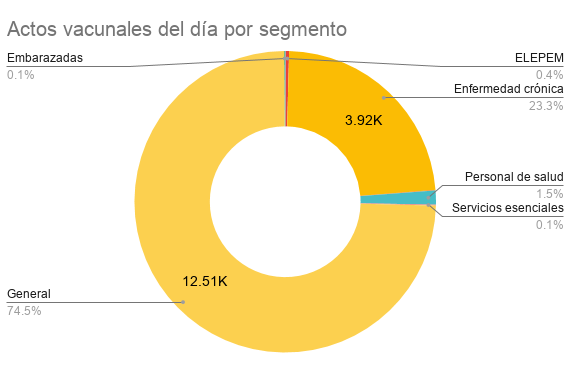 Actos vacunales del día por segmento
Embarazadas
0.1%
ELEPEM
0.4%
Enfermedad crónica
23.3%
3.92K
Personal de salud
1.5%
Servicios esenciales
0.1%
12.51K
General
74.5%